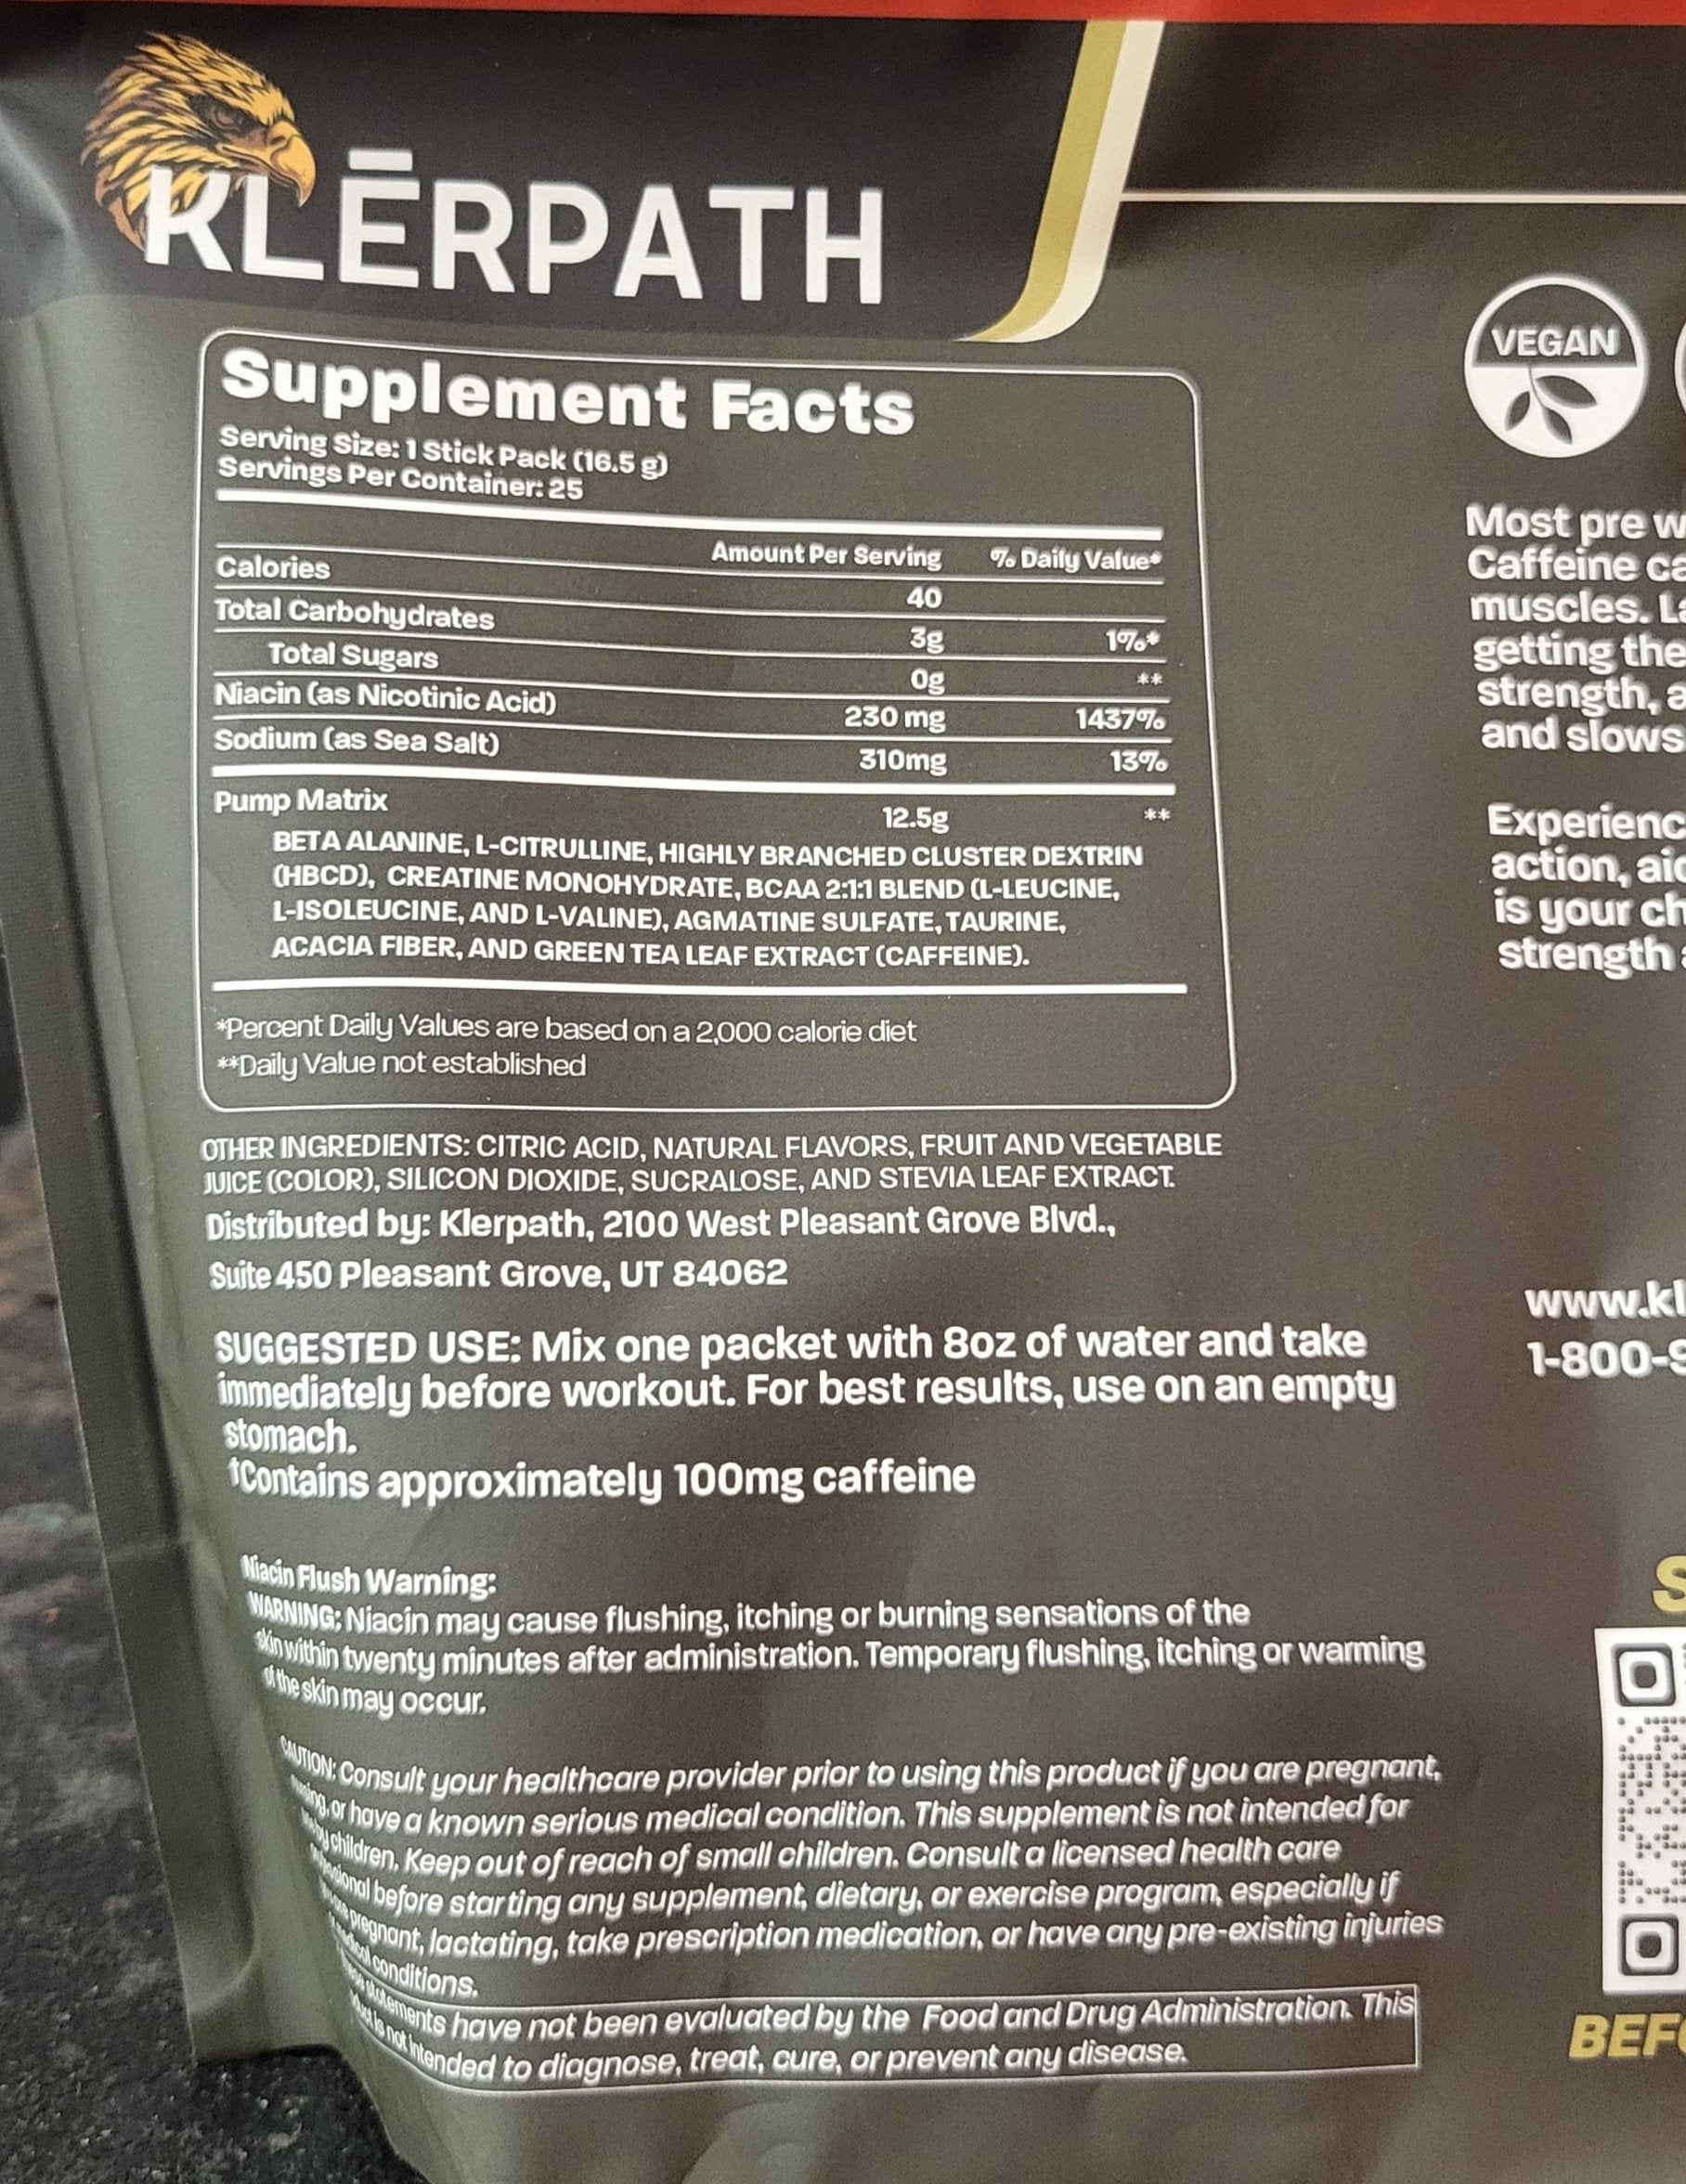 KLĒRPATH
Supplement Facts
Serving Size: 1 Stick Pack (16.5 g)
Servings Per Container: 25
Amount Per Serving % Daily Value*
Calories 40
Total Carbohydrates 3g 1%*
Total Sugars 0g **
Niacin (as Nicotinic Acid) 230 mg 1437%
Sodium (as Sea Salt) 310mg 13%
Pump Matrix 12.5g **
BETA ALANINE, L-CITRULLINE, HIGHLY BRANCHED CLUSTER DEXTRIN
(HBCD), CREATINE MONOHYDRATE, BCAA 2:1:1 BLEND (L-LEUCINE,
L-ISOLEUCINE, AND L-VALINE), AGMATINE SULFATE, TAURINE,
ACACIA FIBER, AND GREEN TEA LEAF EXTRACT (CAFFEINE).
*Percent Daily Values are based on a 2,000 calorie diet
**Daily Value not established
OTHER INGREDIENTS: CITRIC ACID, NATURAL FLAVORS, FRUIT AND VEGETABLE
JUICE (COLOR), SILICON DIOXIDE, SUCRALOSE, AND STEVIA LEAF EXTRACT.
Distributed by: Klerpath, 2100 West Pleasant Grove Blvd.,
Suite 450 Pleasant Grove, UT 84062
SUGGESTED USE: Mix one packet with 8oz of water and take
immediately before workout. For best results, use on an empty
stomach.
†Contains approximately 100mg caffeine
Niacin Flush Warning:
WARNING: Niacin may cause flushing, itching or burning sensations of the
skin within twenty minutes after administration. Temporary flushing, itching or warming
of the skin may occur.
CAUTION: Consult your healthcare provider prior to using this product if you are pregnant,
or have a known serious medical condition. This supplement is not intended for
by children. Keep out of reach of small children. Consult a licensed health care
before starting any supplement, dietary, or exercise program, especially if
pregnant, lactating, take prescription medication, or have any pre-existing injuries
conditions.
statements have not been evaluated by the Food and Drug Administration. This
is not intended to diagnose, treat, cure, or prevent any disease.
VEGAN
Most pre
Caffeine
muscles.
getting the
strength,
and slows
action,
is your
strength